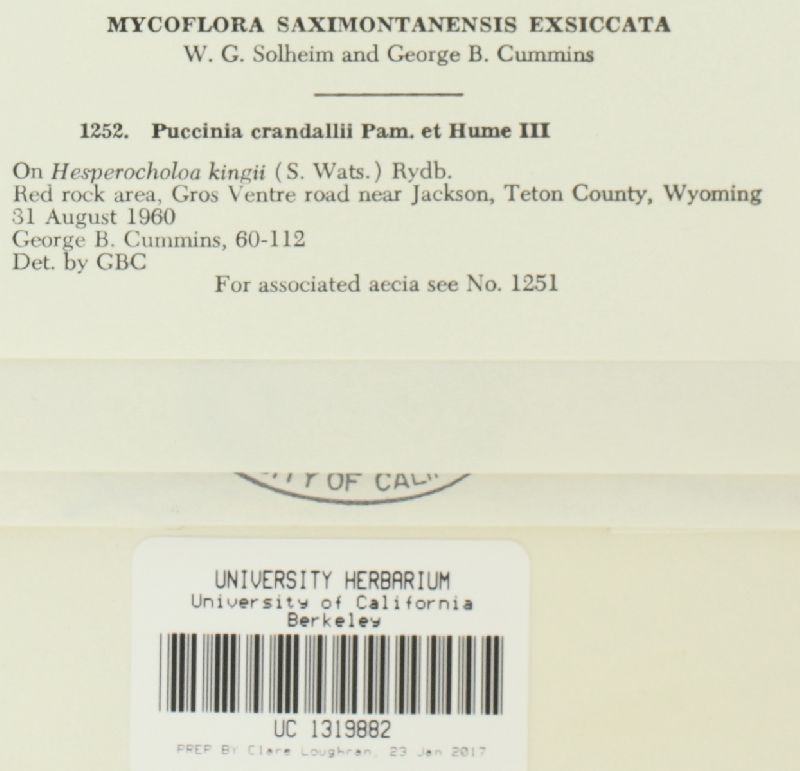 MYCOFLORA SAXIMONTANENSIS EXSICCATA
W. G. Solheim and George B. Cummins
1252. Puccinia crandallii Pam. et Hume III
On Hesperocholoa kingii (S. Wats.) Rydb.
Red rock area, Gros Ventre road near Jackson, Teton County, Wyoming
31 August 1960
George B. Cummins, 60-112
Det. by GBC
For associated aecia see No. 1251
OF CAL
UNIVERSITY HERBARIUM
University of California
Berkeley
UC 1319882
PREP BY Clare Loughran, 23 Jan 2017